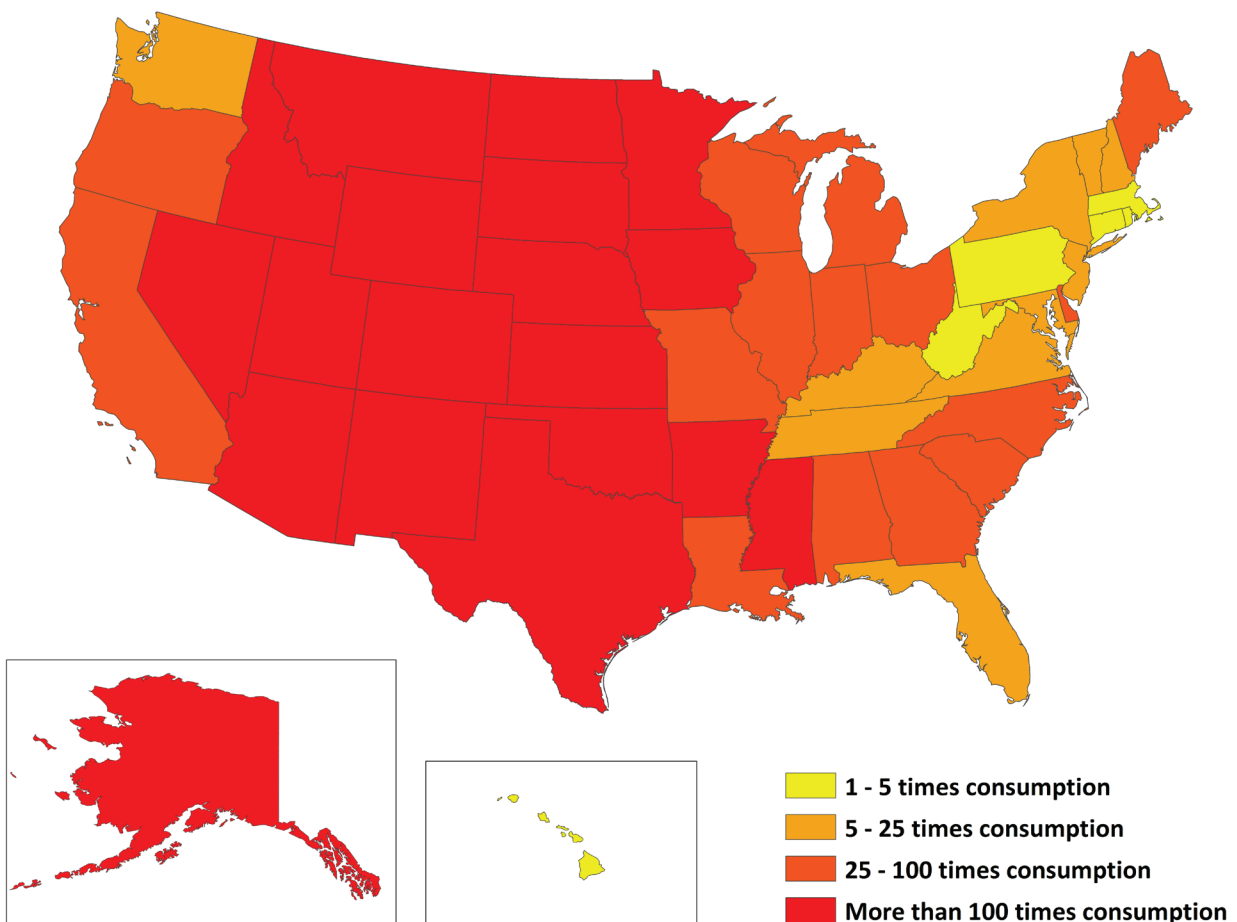 1 - 5 times consumption
5 - 25 times consumption
25 - 100 times consumption
More than 100 times consumption